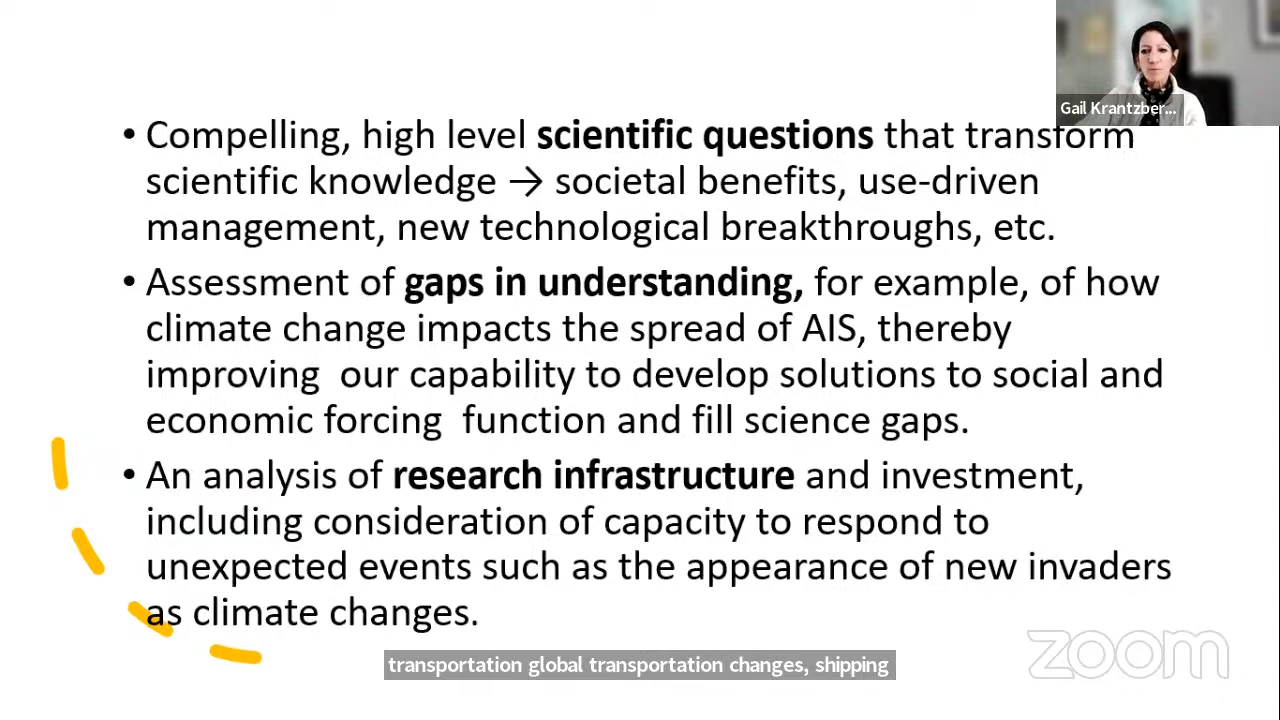 Gail Krantzber...
• Compelling, high level scientific questions that transform
scientific knowledge → societal benefits, use-driven
management, new technological breakthroughs, etc.
• Assessment of gaps in understanding, for example, of how
climate change impacts the spread of AIS, thereby
improving  our capability to develop solutions to social and
economic forcing  function and fill science gaps.
• An analysis of research infrastructure and investment,
including consideration of capacity to respond to
unexpected events such as the appearance of new invaders
as climate changes.
transportation global transportation changes, shipping
zoom